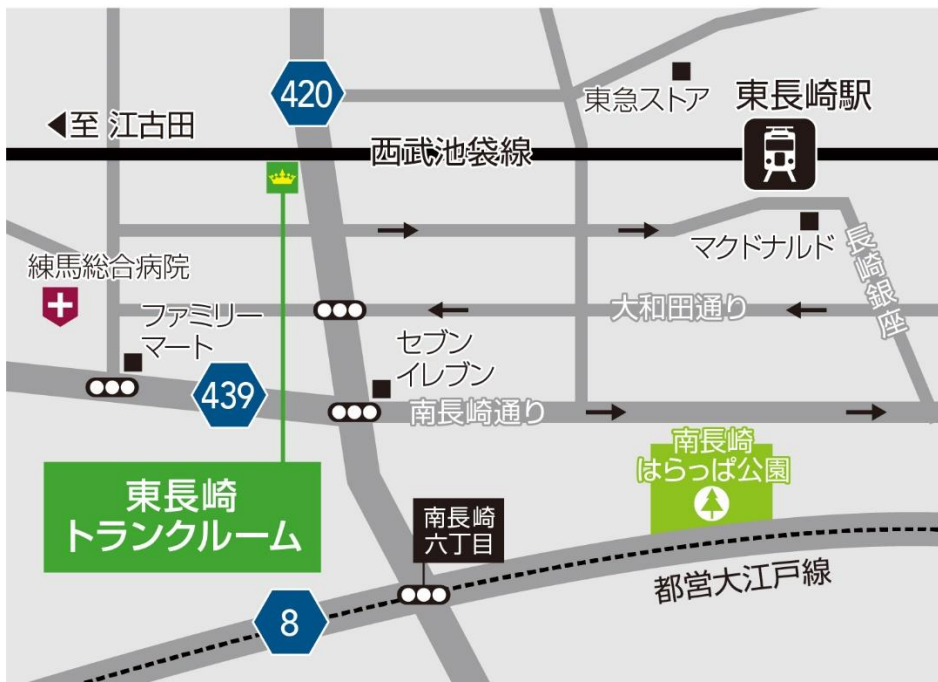 420
東急ストア
東長崎駅
◀至 江古田
西武池袋線
マクドナルド
長崎銀座
練馬総合病院
大和田通り
ファミリー
マート
セブン
イレブン
439
南長崎通り
南長崎
はらっぱ公園
東長崎
トランクルーム
南長崎
六丁目
都営大江戸線
8